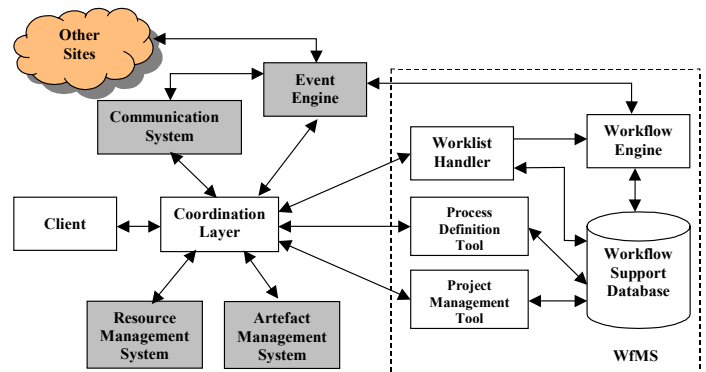 Other
Sites
Event
Engine
Communication
System
Worklist
Handler
Workflow
Engine
Client
Coordination
Layer
Process
Definition
Tool
Workflow
Support
Database
Project
Management
Tool
Resource
Management
System
Artefact
Management
System
WfMS